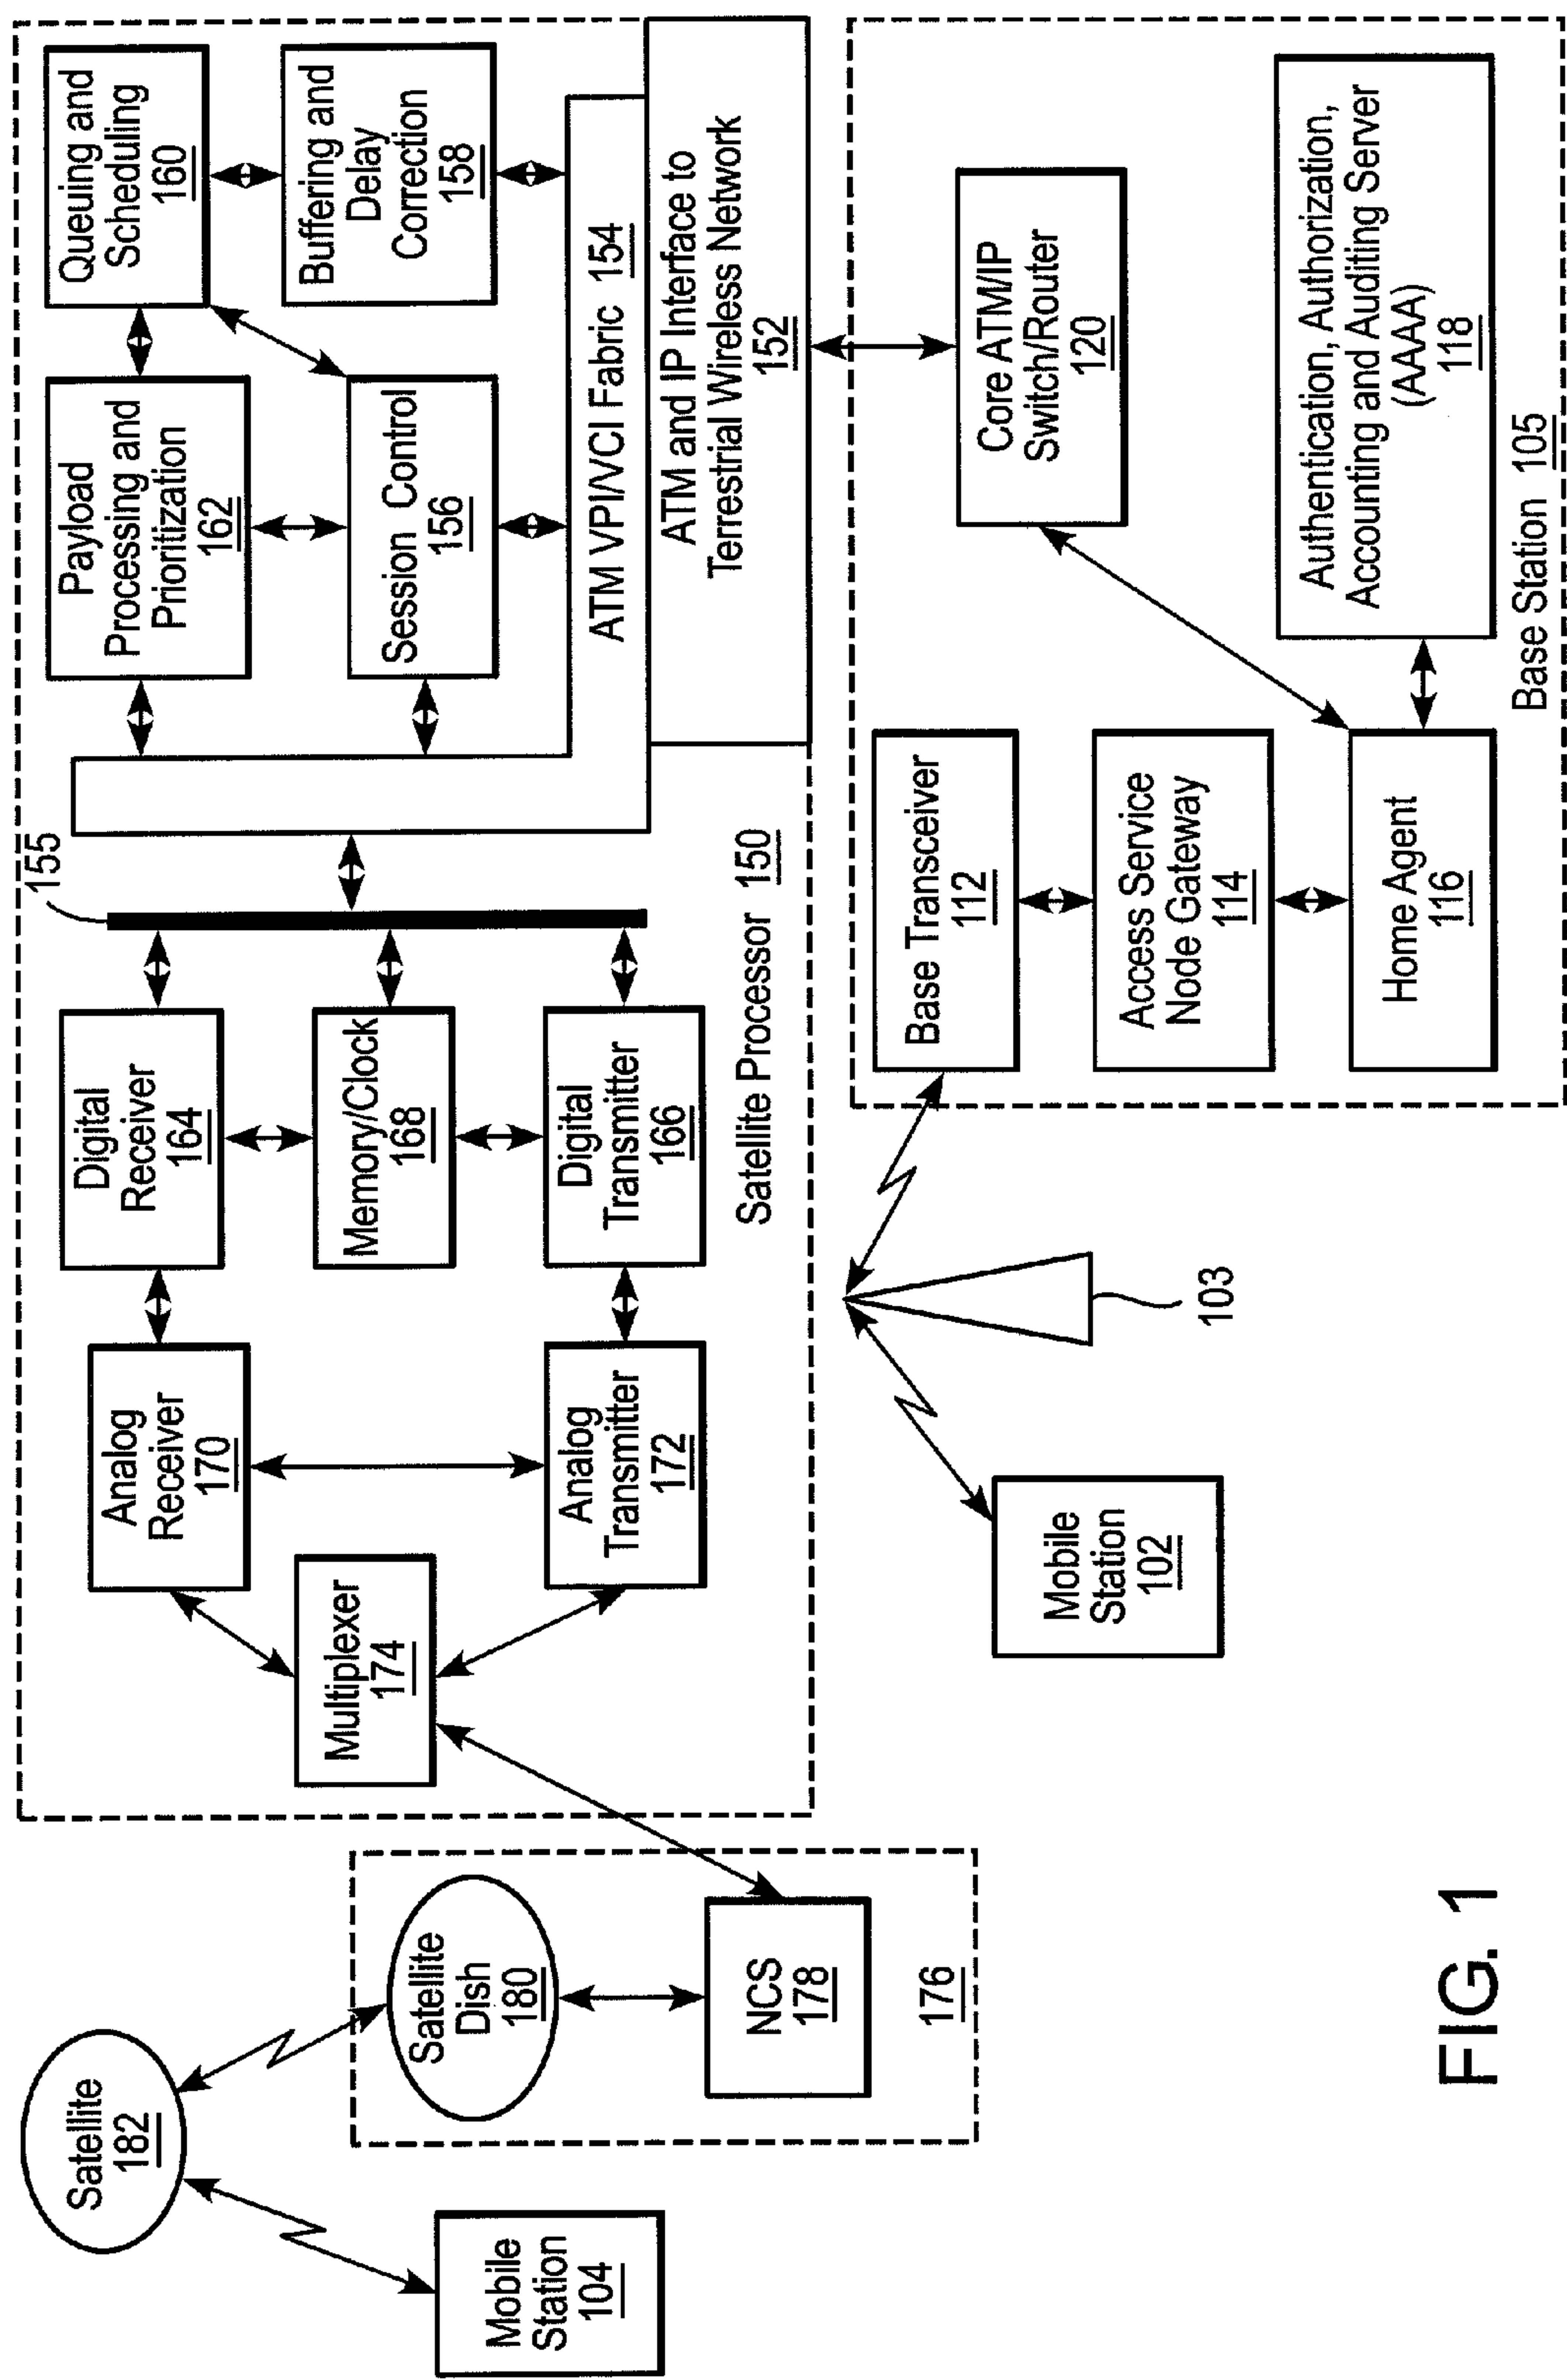 Satellite
182
Mobile
Station
104
Satellite
Dish
180
NCS
178
176
Multiplexer
174
Analog
Receiver
170
Analog
Transmitter
172
Digital
Receiver
164
Memory/Clock
168
Digital
Transmitter
166
Satellite Processor 150
155
Payload
Processing and
Prioritization
162
Queuing and
Scheduling
160
Session Control
156
Buffering and
Delay
Correction
158
ATM VPI/VCI Fabric 154
ATM and IP Interface to
Terrestrial Wireless Network
152
Mobile
Station
102
103
Base Transceiver
112
Access Service
Node Gateway
114
Home Agent
116
Core ATM/IP
Switch/Router
120
Authentication, Authorization,
Accounting and Auditing Server
(AAAA)
118
Base Station 105
FIG. 1